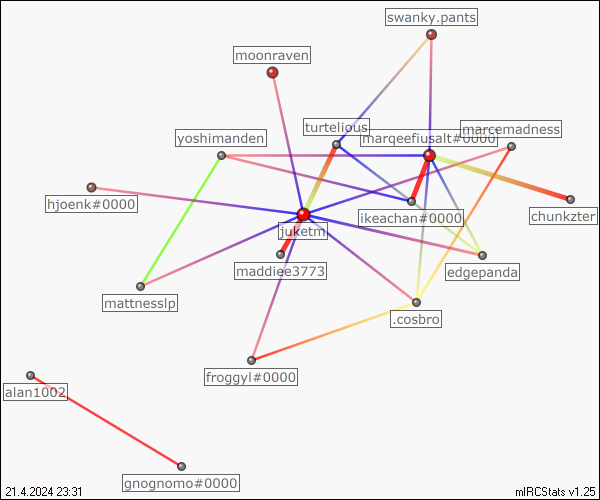 swanky.pants
moonraven
turtelious
marqeefiusalt#0000
marcemadness
yoshimanden
hjoenk#0000
ikeachan#0000
chunkzter
juketm
maddiee3773
edgepanda
mattnesslp
.cosbro
froggyl#0000
alan1002
gnognomo#0000
21.4.2024 23:31
mIRCStats v1.25